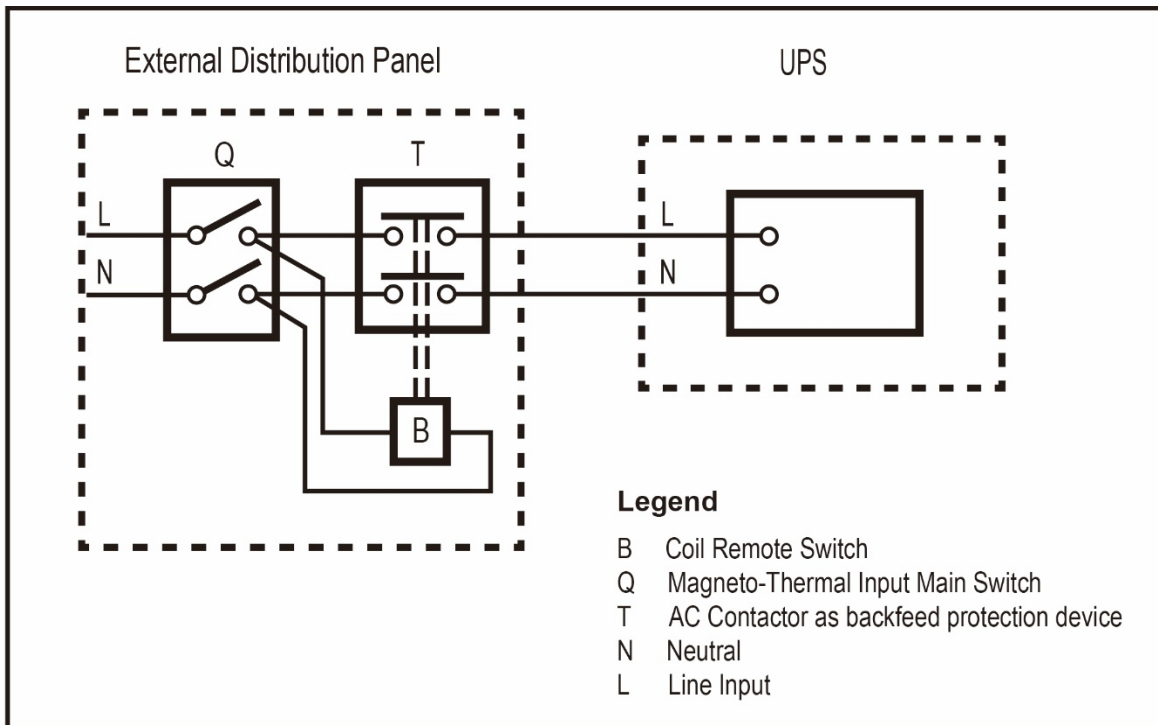 External Distribution Panel
UPS
Q
T
L
N
L
N
B
Legend
B Coil Remote Switch
Q Magneto-Thermal Input Main Switch
T AC Contactor as backfeed protection device
N Neutral
L Line Input